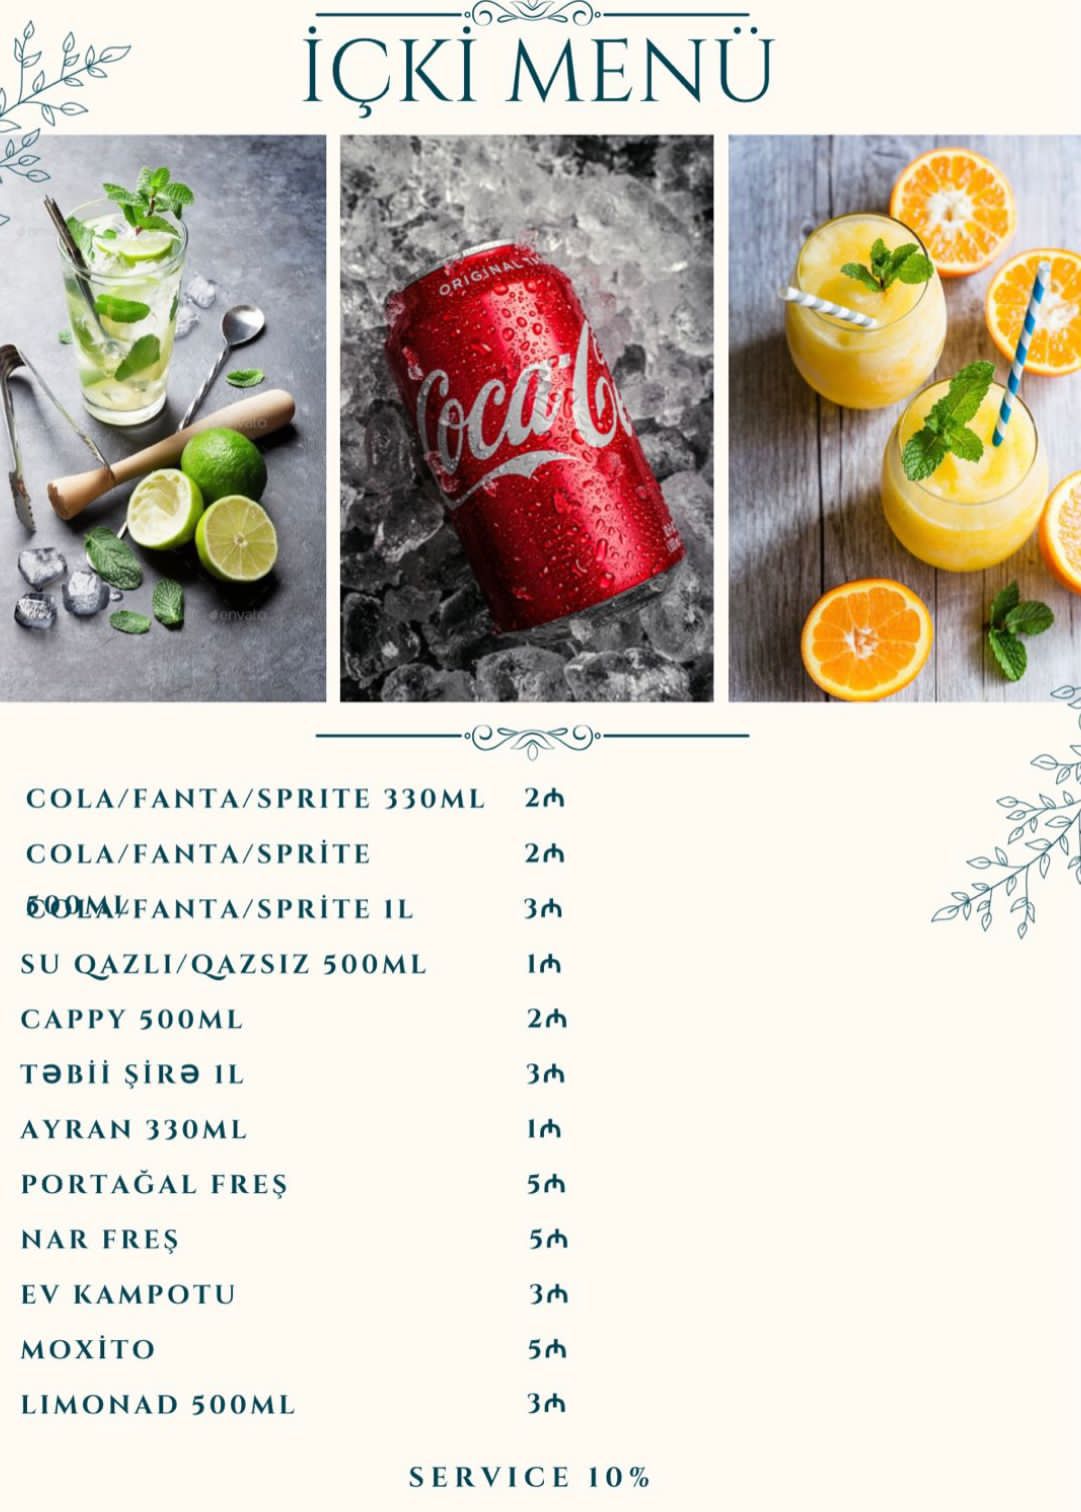 İÇKİ MENÜ
ORIGINAL
Coca-Co
envato
envato
COLA/FANTA/SPRITE 330ML 2₼
COLA/FANTA/SPRİTE 2₼
500ML
COLA/FANTA/SPRİTE 1L 3₼
SU QAZLI/QAZSIZ 500ML 1₼
CAPPY 500ML 2₼
TƏBİİ ŞİRƏ 1L 3₼
AYRAN 330ML 1₼
PORTAĞAL FREŞ 5₼
NAR FREŞ 5₼
EV KAMPOTU 3₼
MOXİTO 5₼
LIMONAD 500ML 3₼
SERVICE 10%